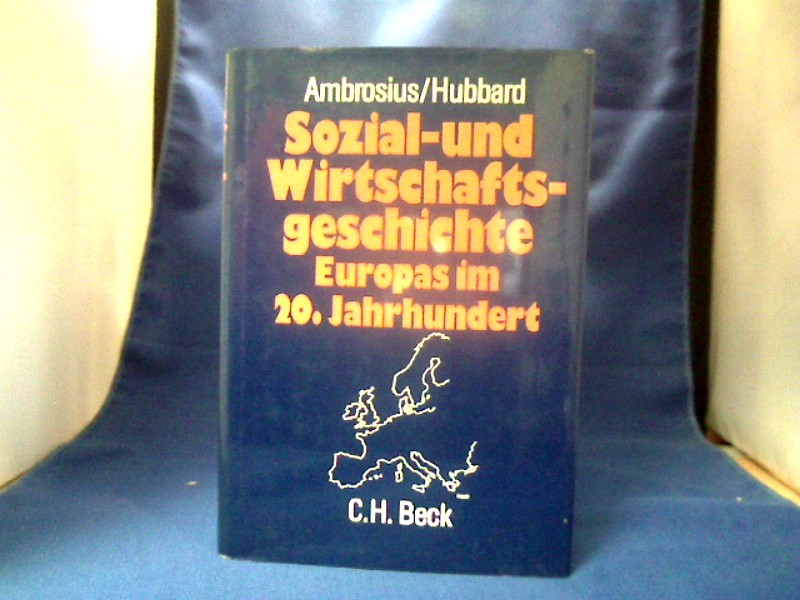 Ambrosius/Hubbard
Sozial-und
Wirtschafts-
geschichte
Europas im
20. Jahrhundert
C.H. Beck